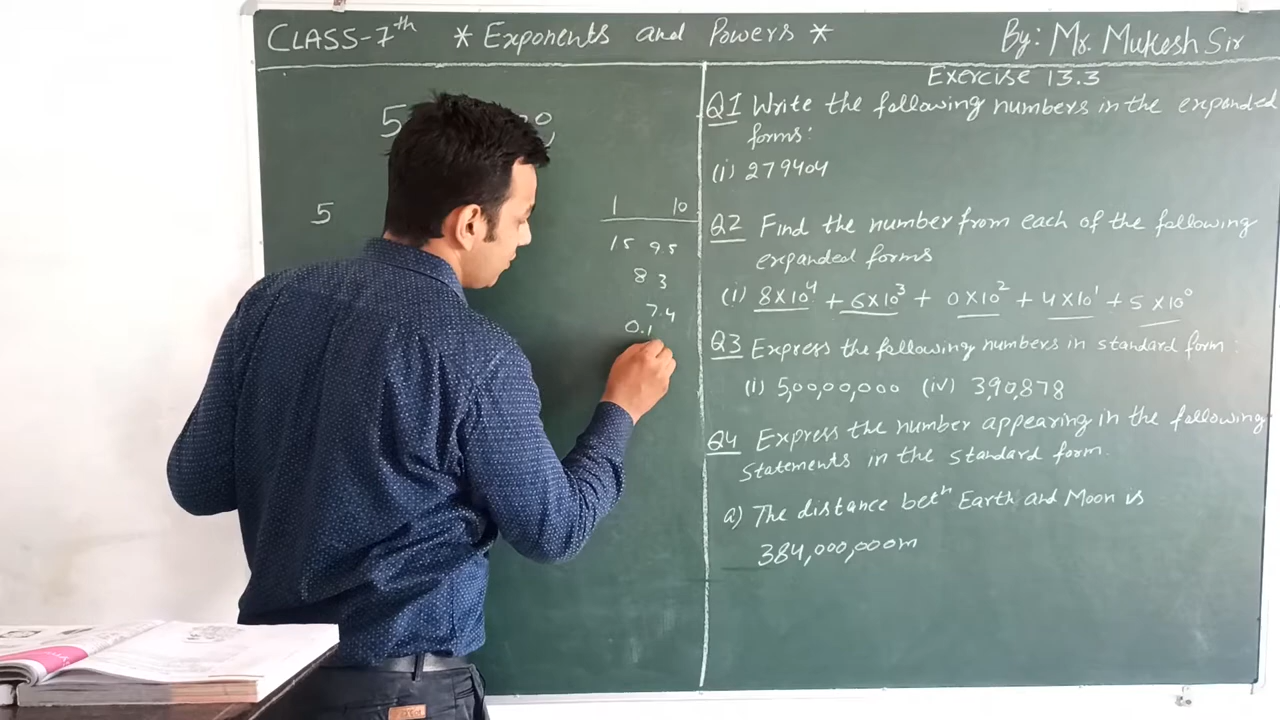 CLASS-7th * Exponents and Powers * By: Mr. Mukesh Sir
5
5
1 10
15 9.5
8 3
7.4
0.1
Exercise 13.3
Q1 Write the following numbers in the expanded
forms:
(i) 279404
Q2 Find the number from each of the following
expanded forms
(i) 8×10⁴ + 6×10³ + 0×10² + 4×10¹ + 5×10⁰
Q3 Express the following numbers in standard form:
(i) 5,00,00,000 (iv) 3,90,878
Q4 Express the number appearing in the following
statements in the standard form.
a) The distance betⁿ Earth and Moon is
384,000,000m